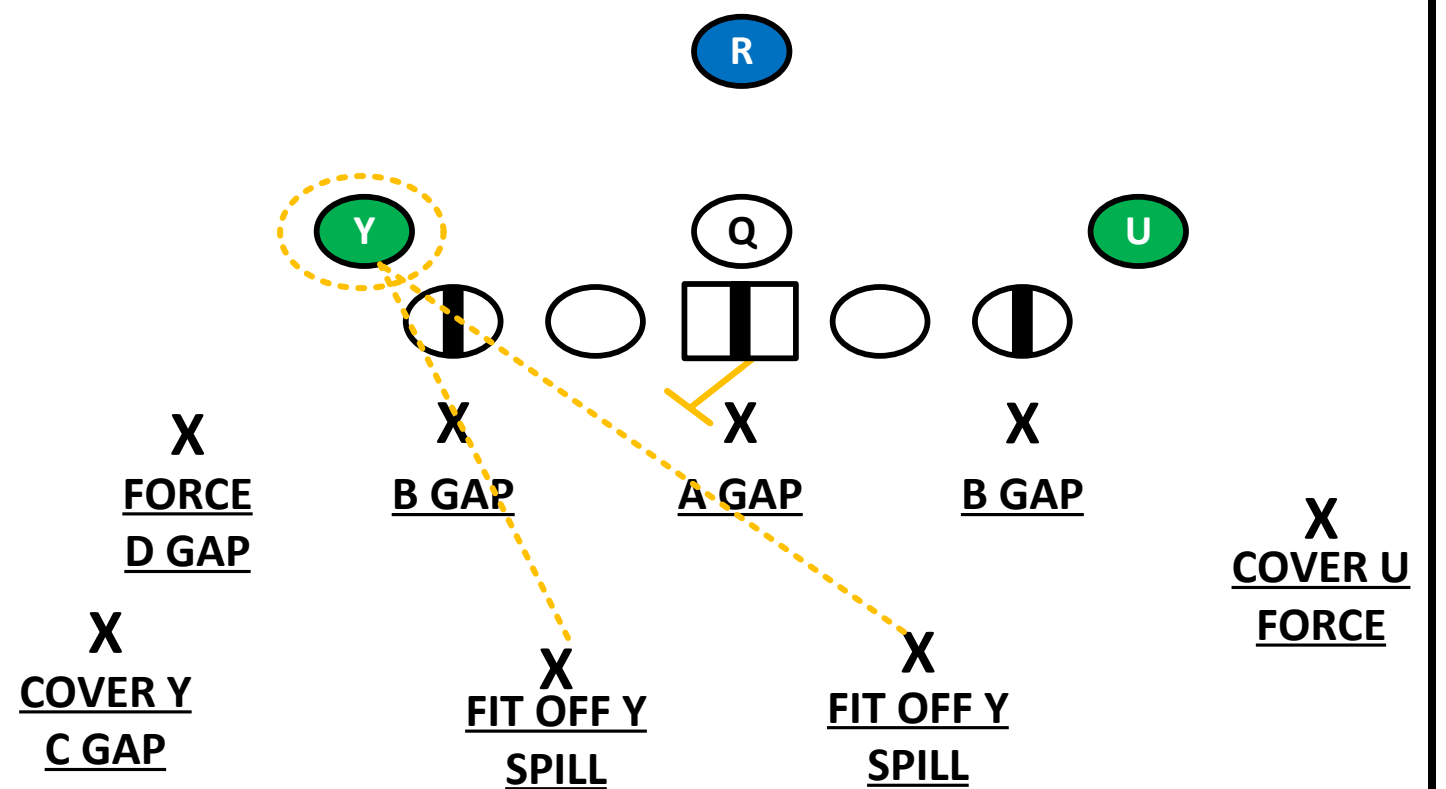 R
Y
Q
U
X
X
X
X
FORCE
D GAP
B GAP
A GAP
B GAP
X
COVER U
FORCE
X
COVER Y
C GAP
X
FIT OFF Y
SPILL
X
FIT OFF Y
SPILL